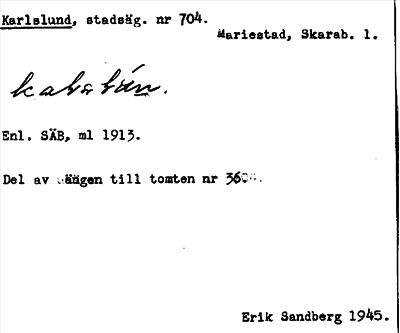 Karlslund, stadsäg. nr 704.
Mariestad, Skarab. l.
Enl. SÄB, ml 1913.
Del av till tomten nr
Erik Sandberg 1945.